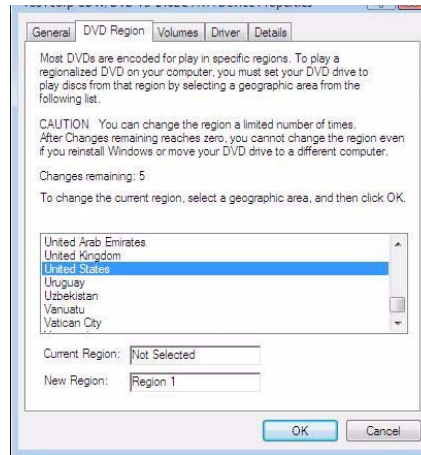 General DVD Region Volumes Driver Details
Most DVDs are encoded for play in specific regions. To play a
regionalized DVD on your computer, you must set your DVD drive to
play discs from that region by selecting a geographic area from the
following list.
CAUTION You can change the region a limited number of times.
After Changes remaining reaches zero, you cannot change the region even
if you reinstall Windows or move your DVD drive to a different computer.
Changes remaining: 5
To change the current region, select a geographic area, and then click OK.
United Arab Emirates
United Kingdom
United States
Uruguay
Uzbekistan
Vanuatu
Vatican City
Current Region: Not Selected
New Region: Region 1
OK Cancel